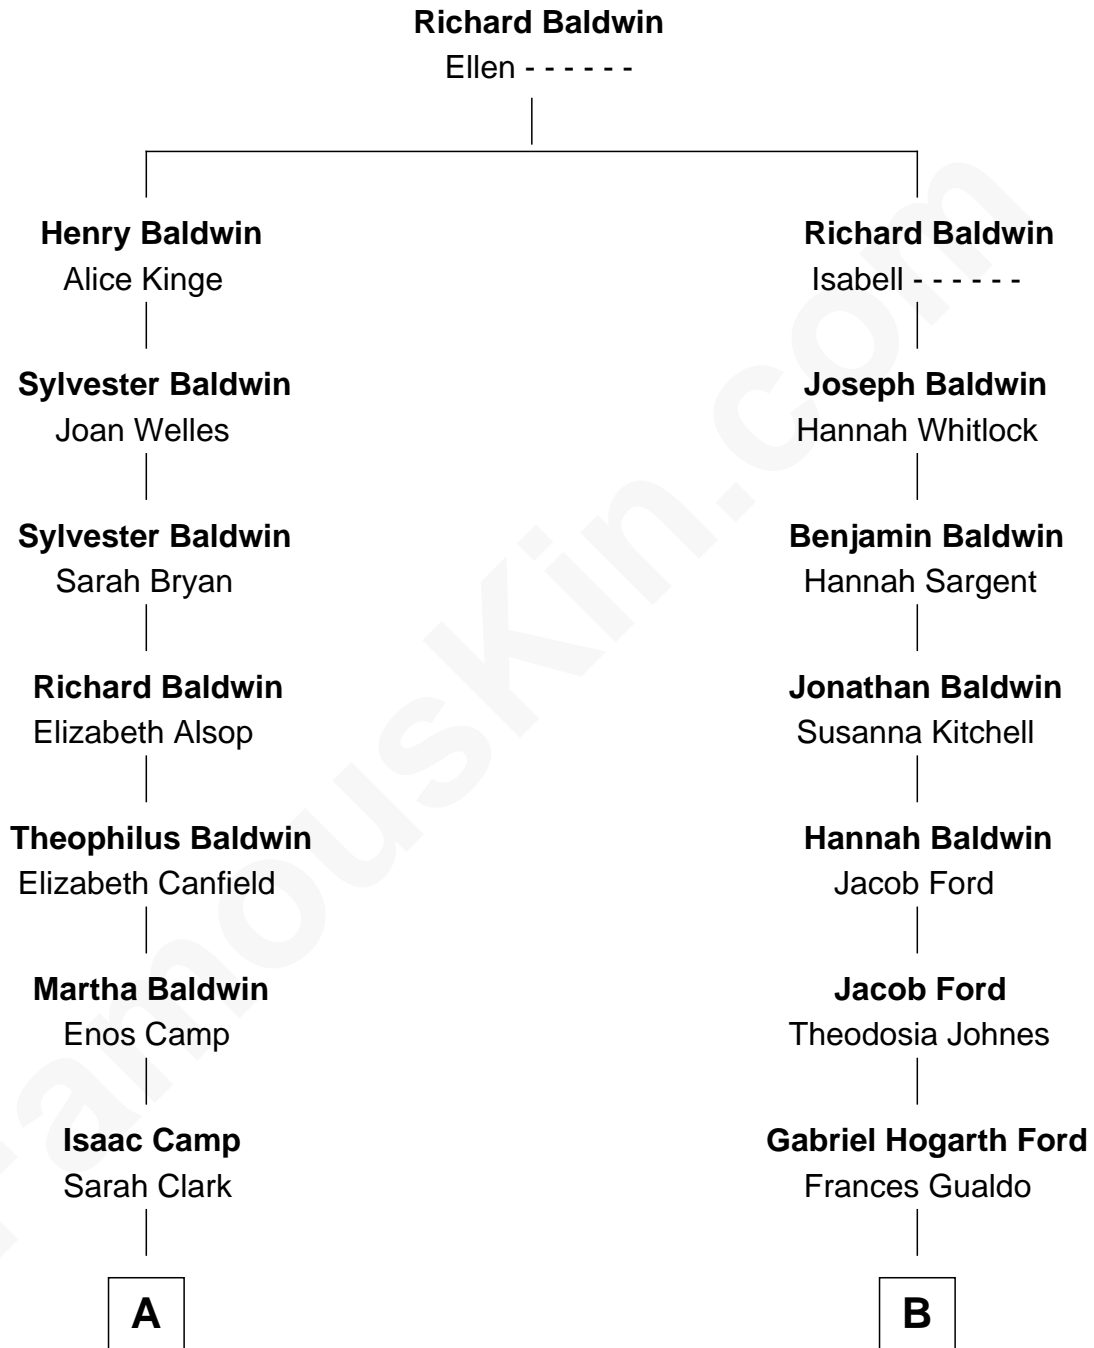 Richard Baldwin
Ellen - - - - - -
Henry Baldwin
Alice Kinge
Richard Baldwin
Isabell - - - - - -
Sylvester Baldwin
Joan Welles
Joseph Baldwin
Hannah Whitlock
Sylvester Baldwin
Sarah Bryan
Benjamin Baldwin
Hannah Sargent
Richard Baldwin
Elizabeth Alsop
Jonathan Baldwin
Susanna Kitchell
Theophilus Baldwin
Elizabeth Canfield
Hannah Baldwin
Jacob Ford
Martha Baldwin
Enos Camp
Jacob Ford
Theodosia Johnes
Isaac Camp
Sarah Clark
Gabriel Hogarth Ford
Frances Gualdo
A
B
FamousKin.com